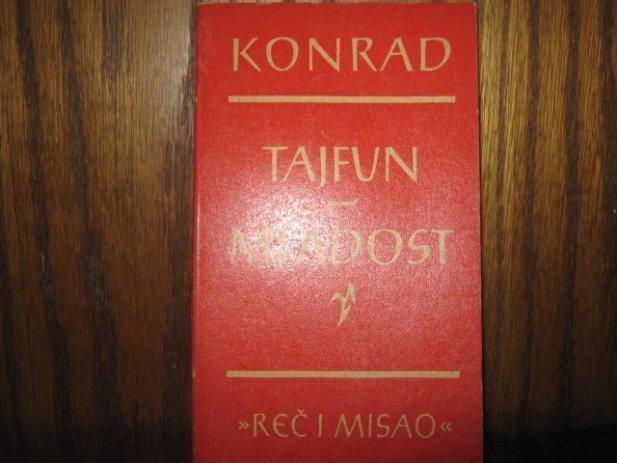 KONRAD
TAJFUN
–
MLADOST
»REČ I MISAO«